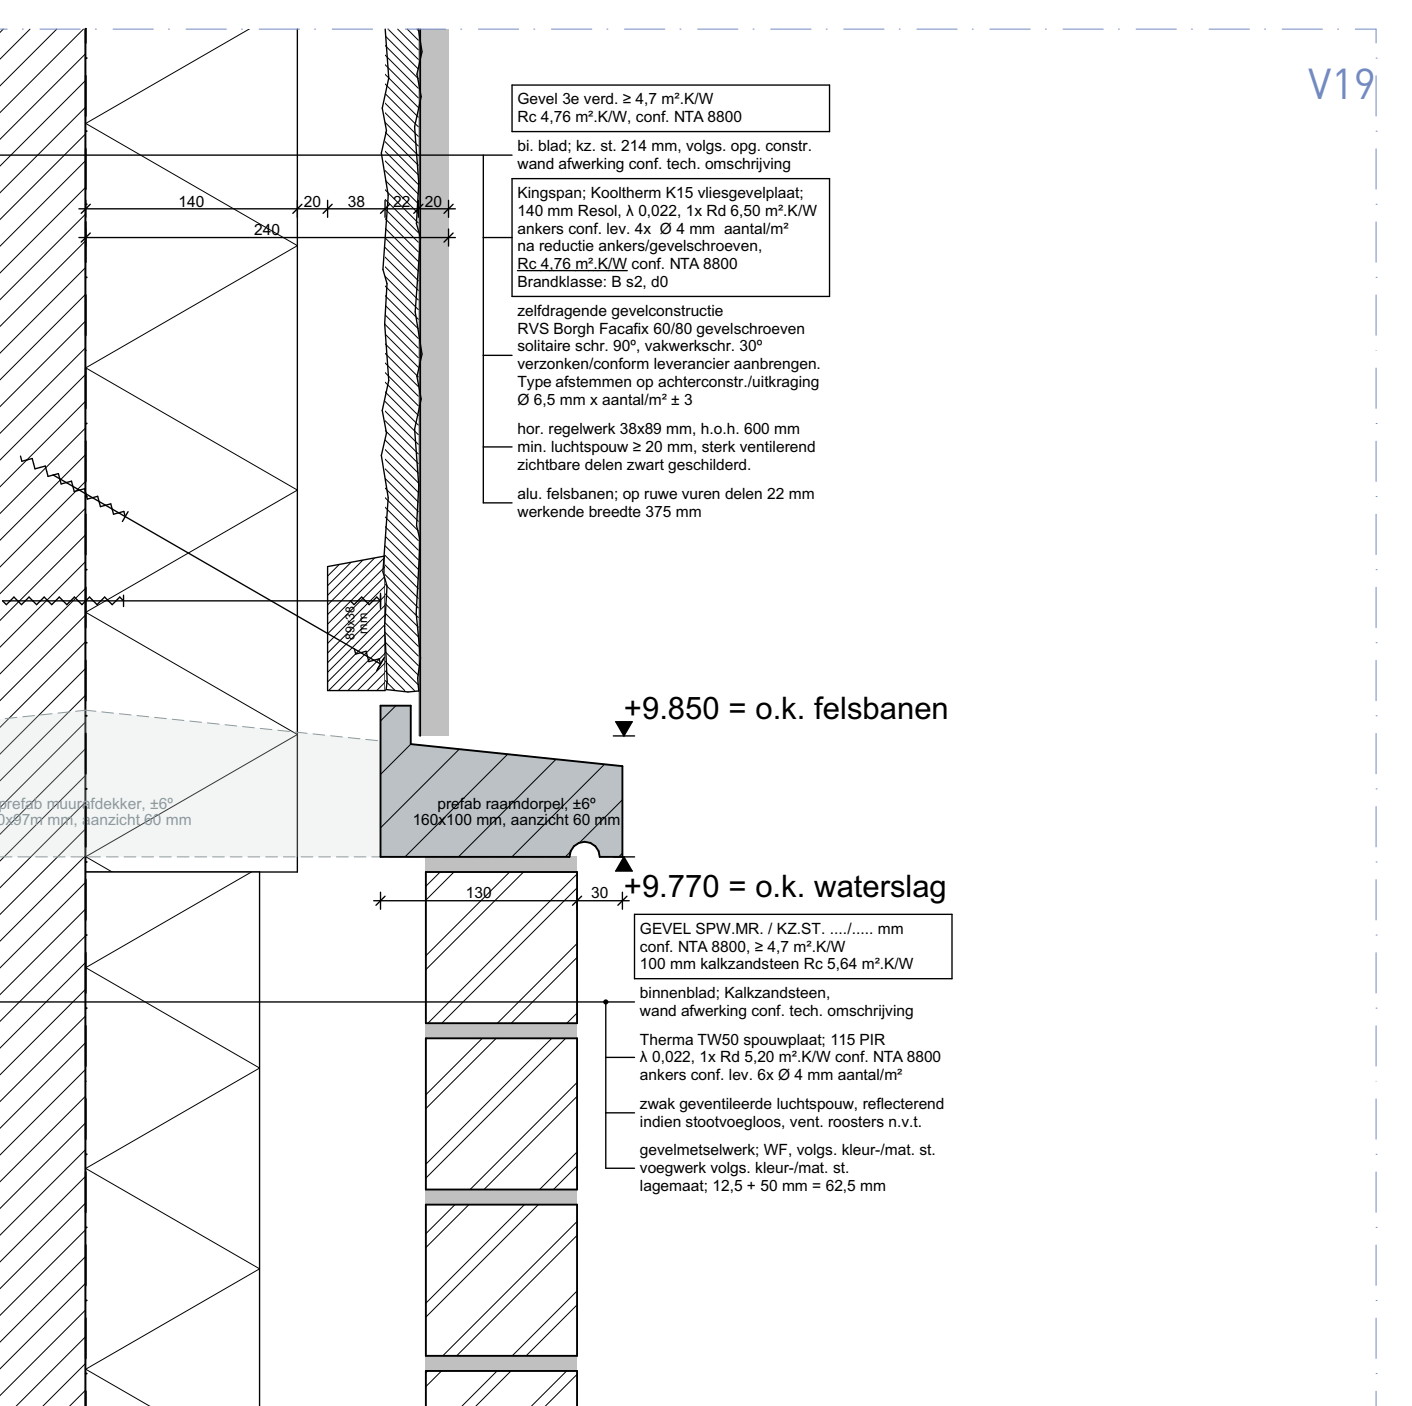 V19
Gevel 3e verd. ≥ 4,7 m².K/W
Rc 4,76 m².K/W, conf. NTA 8800
bi. blad; kz. st. 214 mm, volgs. opg. constr.
wand afwerking conf. tech. omschrijving
Kingspan; Kooltherm K15 vliesgevelplaat;
140 mm Resol, λ 0,022, 1x Rd 6,50 m².K/W
ankers conf. lev. 4x Ø 4 mm aantal/m²
na reductie ankers/gevelschroeven,
Rc 4,76 m².K/W conf. NTA 8800
Brandklasse: B s2, d0
zelfdragende gevelconstructie
RVS Borgh Facafix 60/80 gevelschroeven
solitaire schr. 90º, vakwerkschr. 30º
verzonken/conform leverancier aanbrengen.
Type afstemmen op achterconstr./uitkraging
Ø 6,5 mm x aantal/m² ± 3
hor. regelwerk 38x89 mm, h.o.h. 600 mm
min. luchtspouw ≥ 20 mm, sterk ventilerend
zichtbare delen zwart geschilderd.
alu. felsbanen; op ruwe vuren delen 22 mm
werkende breedte 375 mm
140 20 38 22 20
240
89x38
mm
+9.850 = o.k. felsbanen
prefab muurafdekker, ±6º
0x97m mm, aanzicht 60 mm
prefab raamdorpel, ±6º
160x100 mm, aanzicht 60 mm
+9.770 = o.k. waterslag
130 30
GEVEL SPW.MR. / KZ.ST. ..../..... mm
conf. NTA 8800, ≥ 4,7 m².K/W
100 mm kalkzandsteen Rc 5,64 m².K/W
binnenblad; Kalkzandsteen,
wand afwerking conf. tech. omschrijving
Therma TW50 spouwplaat; 115 PIR
λ 0,022, 1x Rd 5,20 m².K/W conf. NTA 8800
ankers conf. lev. 6x Ø 4 mm aantal/m²
zwak geventileerde luchtspouw, reflecterend
indien stootvoegloos, vent. roosters n.v.t.
gevelmetselwerk; WF, volgs. kleur-/mat. st.
voegwerk volgs. kleur-/mat. st.
lagemaat; 12,5 + 50 mm = 62,5 mm